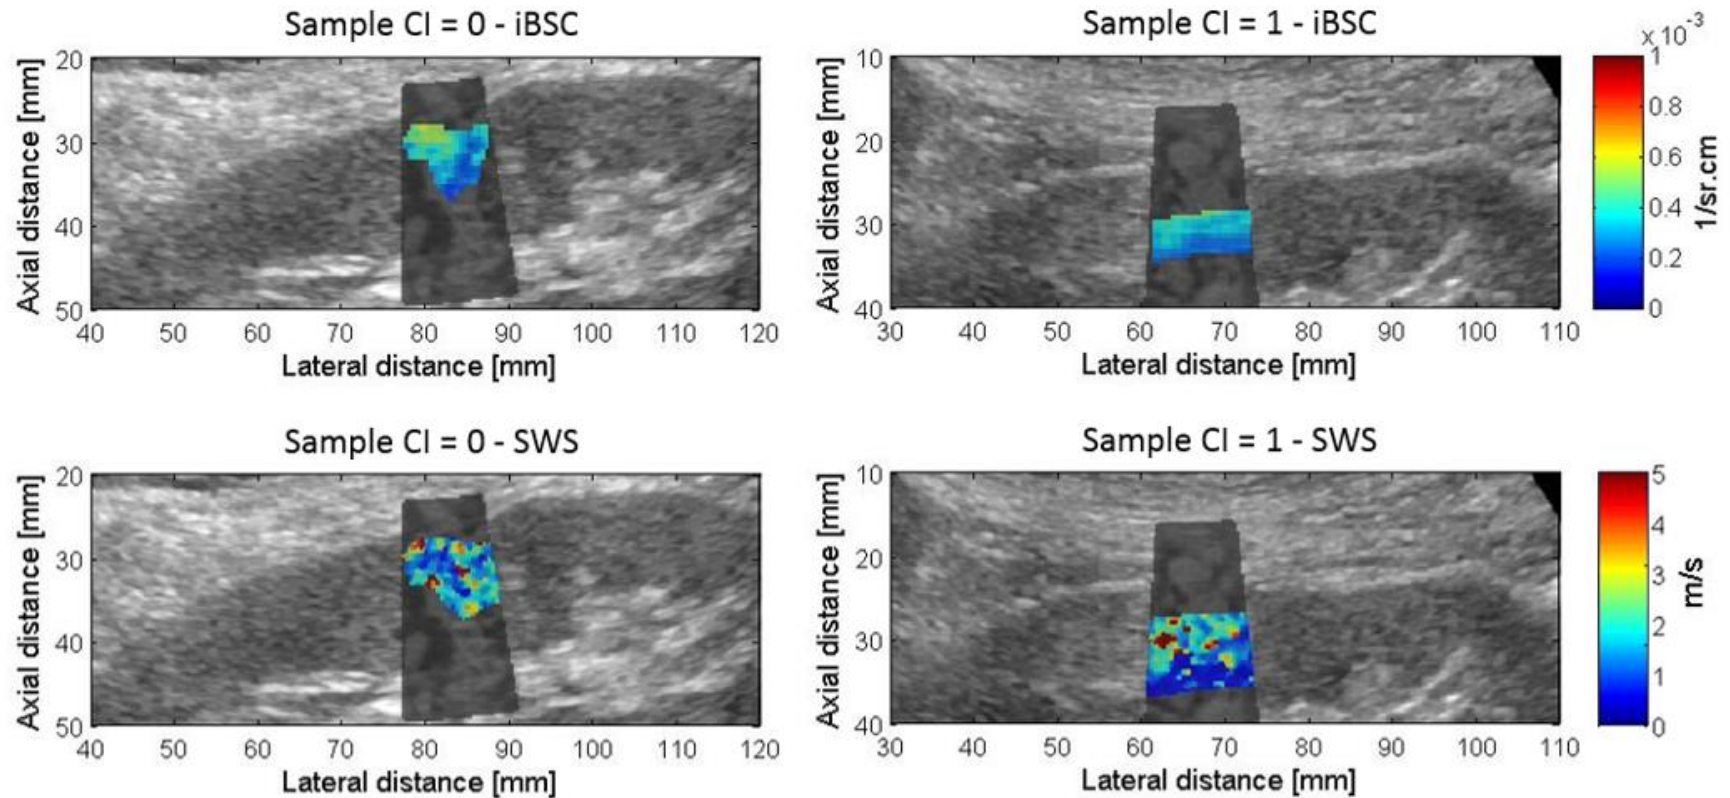 Sample CI = 0 - iBSC
Axial distance [mm]
20
30
40
50
40 50 60 70 80 90 100 110 120
Lateral distance [mm]
Sample CI = 1 - iBSC
Axial distance [mm]
10
20
30
40
30 40 50 60 70 80 90 100 110
Lateral distance [mm]
x 10^-3
1
0.8
0.6
0.4
0.2
0
1/sr.cm
Sample CI = 0 - SWS
Axial distance [mm]
20
30
40
50
40 50 60 70 80 90 100 110 120
Lateral distance [mm]
Sample CI = 1 - SWS
Axial distance [mm]
10
20
30
40
30 40 50 60 70 80 90 100 110
Lateral distance [mm]
5
4
3
2
1
0
m/s